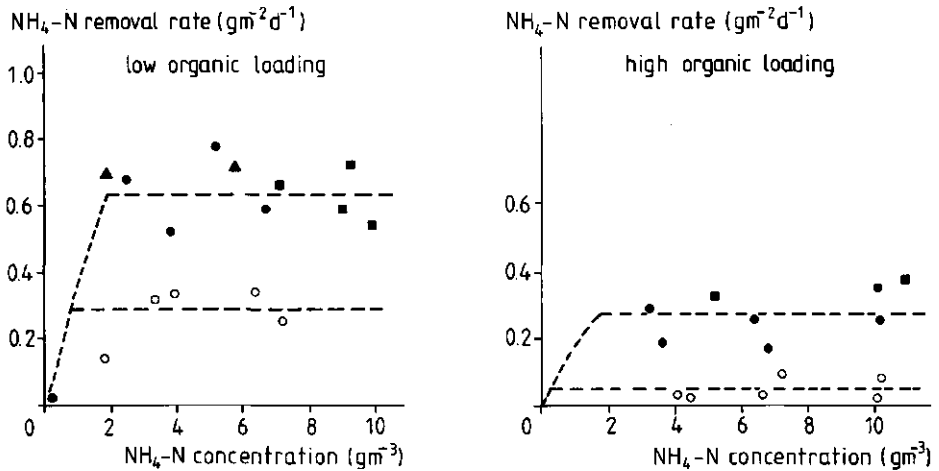 NH₄-N removal rate (gm⁻²d⁻¹)
low organic loading
1.0
0.8
0.6
0.4
0.2
0 2 4 6 8 10
NH₄-N concentration (gm⁻³)
NH₄-N removal rate (gm⁻²d⁻¹)
high organic loading
0.6
0.4
0.2
0 2 4 6 8 10
NH₄-N concentration (gm⁻³)